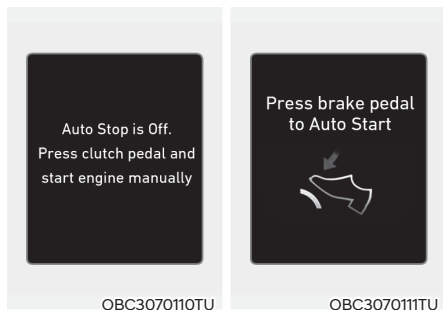 Auto Stop is Off.
Press clutch pedal and
start engine manually
OBC3070110TU
Press brake pedal
to Auto Start
OBC3070111TU